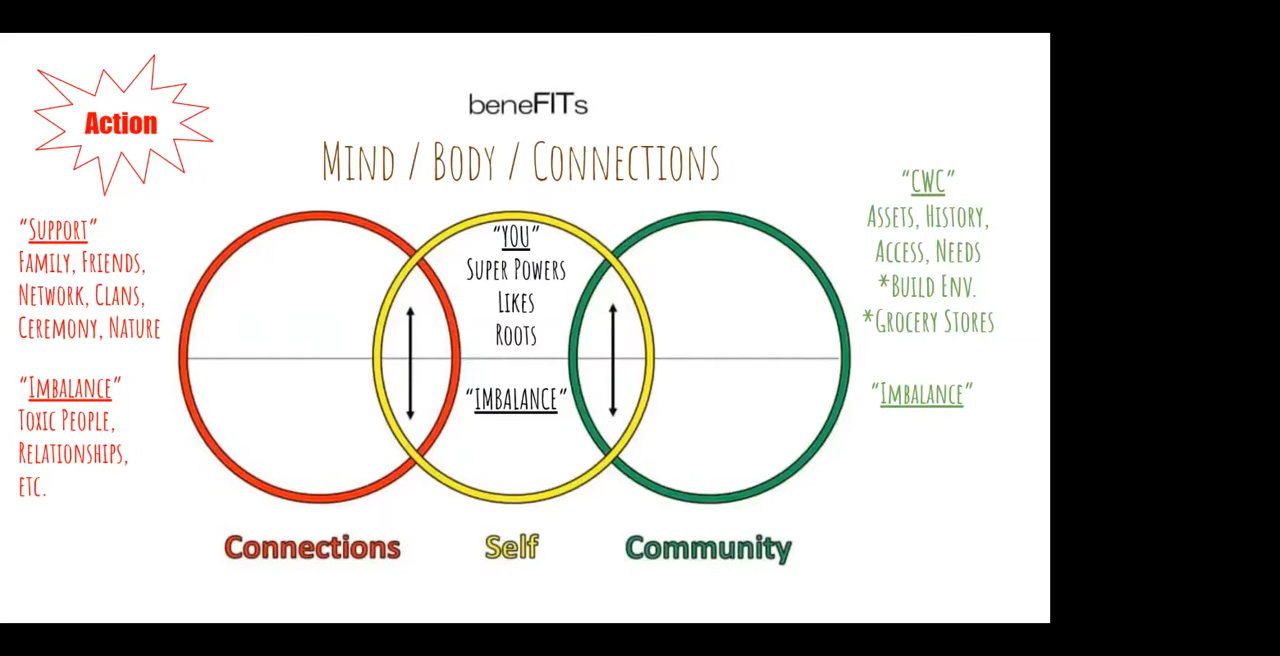 Action
beneFITs
MIND / BODY / CONNECTIONS
"SUPPORT"
FAMILY, FRIENDS,
NETWORK, CLANS,
CEREMONY, NATURE
"IMBALANCE"
TOXIC PEOPLE,
RELATIONSHIPS,
ETC.
"YOU"
SUPER POWERS
LIKES
ROOTS
"IMBALANCE"
"CWC"
ASSETS, HISTORY,
ACCESS, NEEDS
*BUILD ENV.
*GROCERY STORES
"IMBALANCE"
Connections
Self
Community